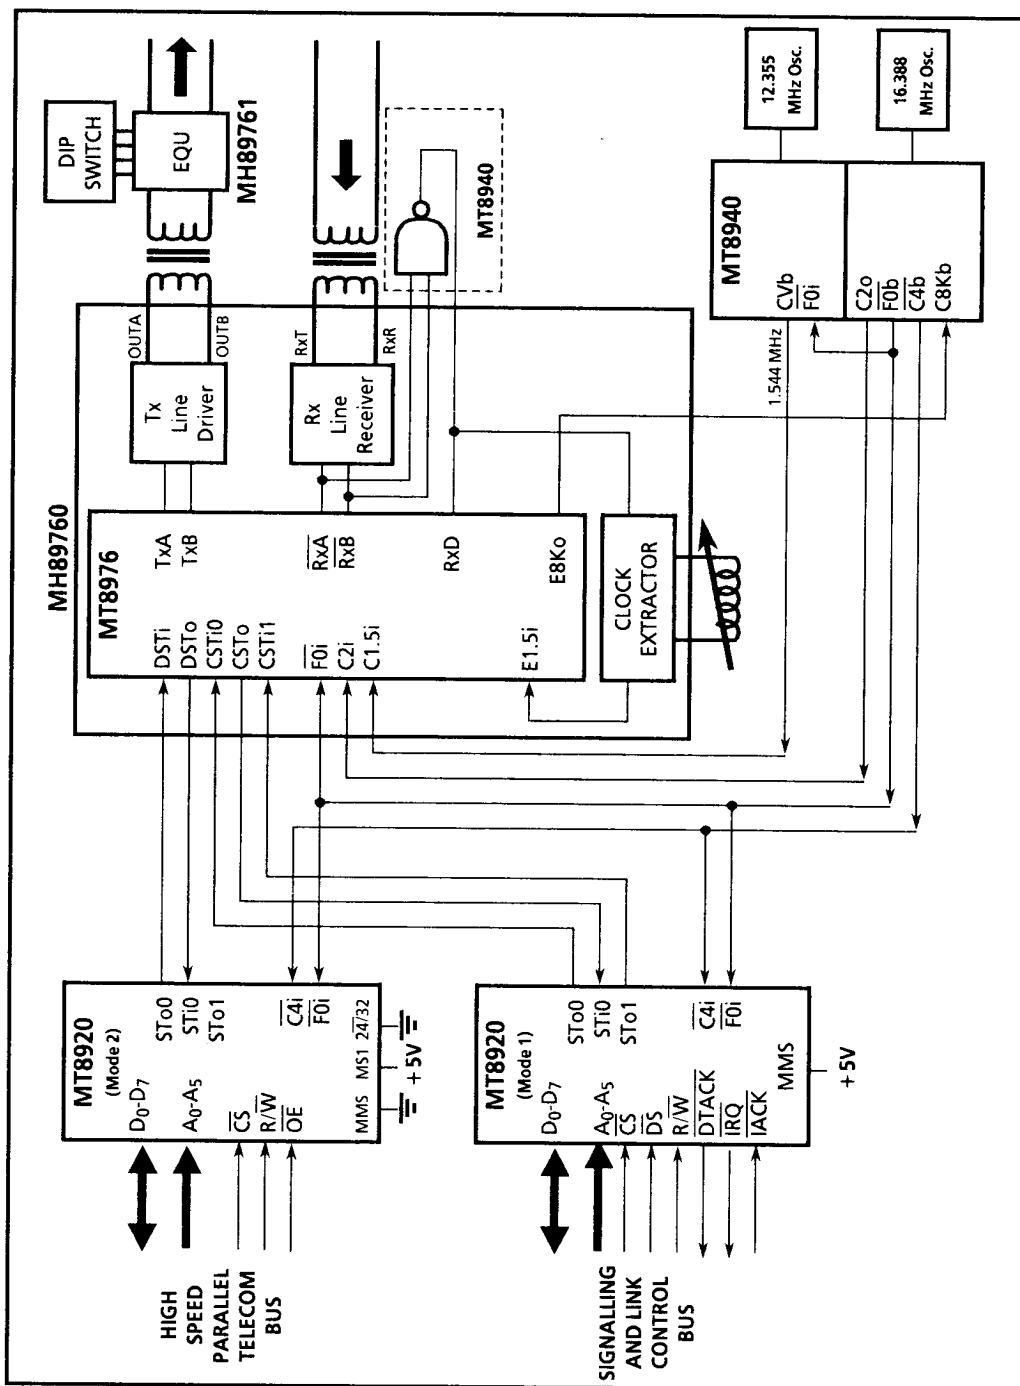 HIGH
SPEED
PARALLEL
TELECOM
BUS
MT8920
(Mode 2)
D0-D7
A0-A5
CS
R/W
OE
STo0
STi0
STo1
C4i
F0i
MMS
MS1
24/32
+ 5V
SIGNALLING
AND LINK
CONTROL
BUS
MT8920
(Mode 1)
D0-D7
A0-A5
CS
DS
R/W
DTACK
IRQ
IACK
STo0
STi0
STo1
C4i
F0i
MMS
+ 5V
MH89760
MT8976
DSTi
DSTo
CSTi0
CSTo
CSTi1
F0i
C2i
C1.5i
E1.5i
TxA
TxB
RxA
RxB
RxD
E8Ko
CLOCK
EXTRACTOR
Tx
Line
Driver
OUTA
OUTB
Rx
Line
Receiver
RxT
RxR
DIP
SWITCH
EQU
MH89761
MT8940
MT8940
CVb
F0i
C2o
F0b
C4b
C8Kb
1.544 MHz
12.355
MHz Osc.
16.388
MHz Osc.